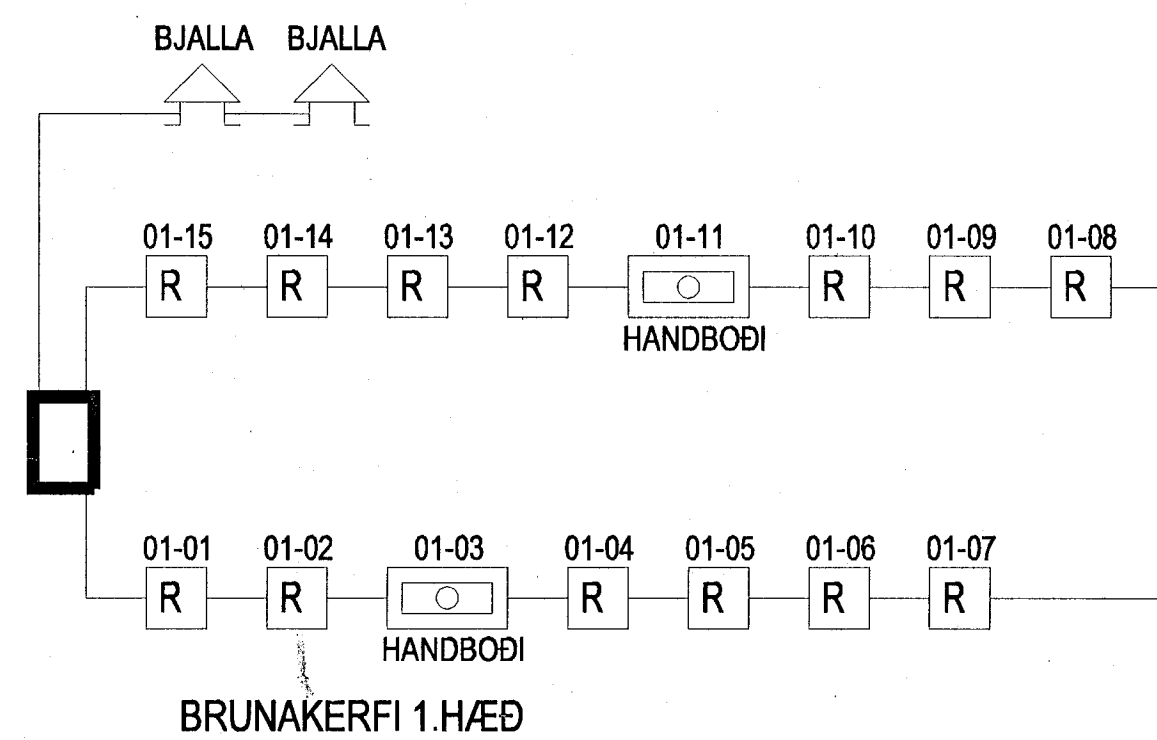 BJALLA BJALLA
01-15 01-14 01-13 01-12 01-11 01-10 01-09 01-08
R R R R R R R
HANDBOÐI
01-01 01-02 01-03 01-04 01-05 01-06 01-07
R R R R R R
HANDBOÐI
BRUNAKERFI 1.HÆÐ